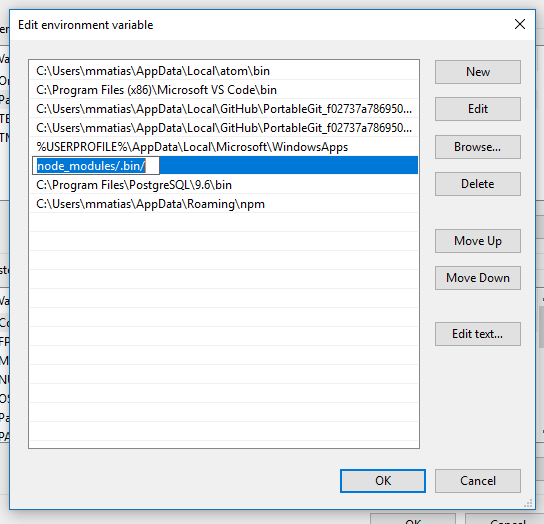 Edit environment variable
C:\Users\mmatias\AppData\Local\atom\bin
C:\Program Files (x86)\Microsoft VS Code\bin
C:\Users\mmatias\AppData\Local\GitHub\PortableGit_f02737a786950...
C:\Users\mmatias\AppData\Local\GitHub\PortableGit_f02737a786950...
%USERPROFILE%\AppData\Local\Microsoft\WindowsApps
node_modules/.bin/
C:\Program Files\PostgreSQL\9.6\bin
C:\Users\mmatias\AppData\Roaming\npm
New
Edit
Browse...
Delete
Move Up
Move Down
Edit text...
OK
Cancel